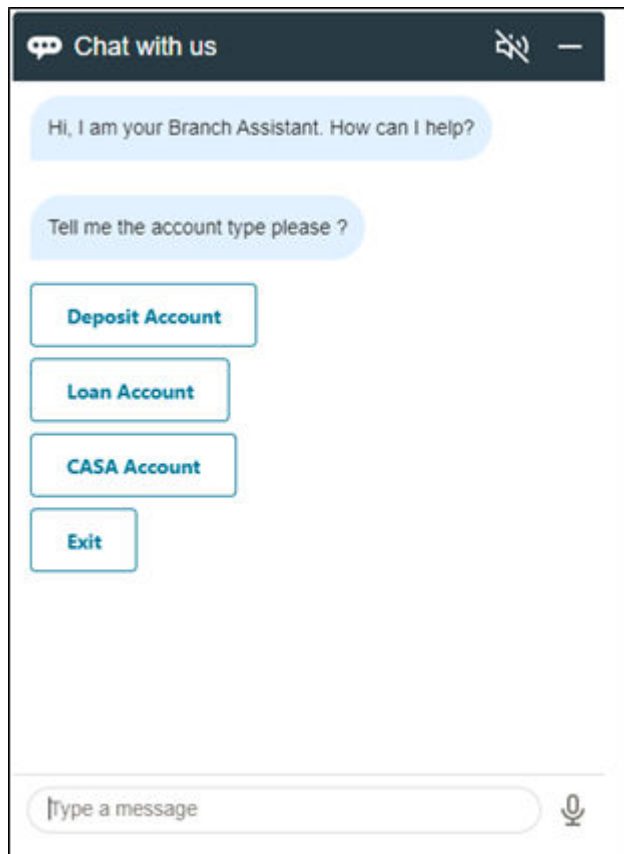 Chat with us
Hi, I am your Branch Assistant. How can I help?
Tell me the account type please ?
Deposit Account
Loan Account
CASA Account
Exit
Type a message